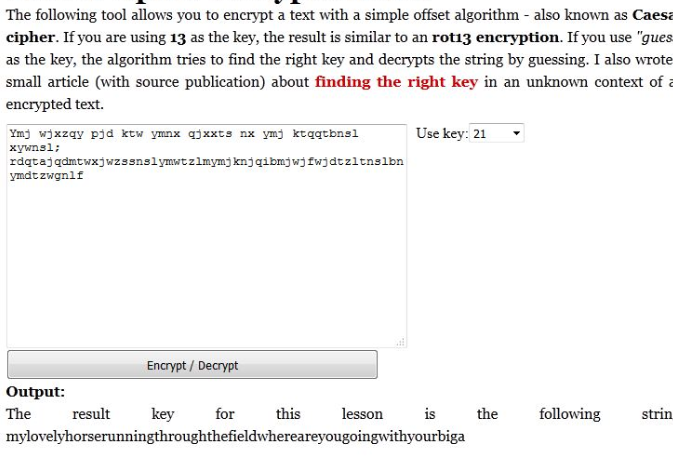 The following tool allows you to encrypt a text with a simple offset algorithm - also known as Caesa
cipher. If you are using 13 as the key, the result is similar to an rot13 encryption. If you use "gues
as the key, the algorithm tries to find the right key and decrypts the string by guessing. I also wrote
small article (with source publication) about finding the right key in an unknown context of a
encrypted text.
Ymj wjxzqy pjd ktw ymnx qjxxts nx ymj ktqqtbnsl
xywnsl;
rdqtajqdmtwxjwzssnslymwtzlmymjknjqibmjwjfwjdtzltnslbn
ymdtzwgnlf
Use key: 21
Encrypt / Decrypt
Output:
The result key for this lesson is the following strin
mylovelyhorserunningthroughthefieldwhereareyougoingwithyourbiga